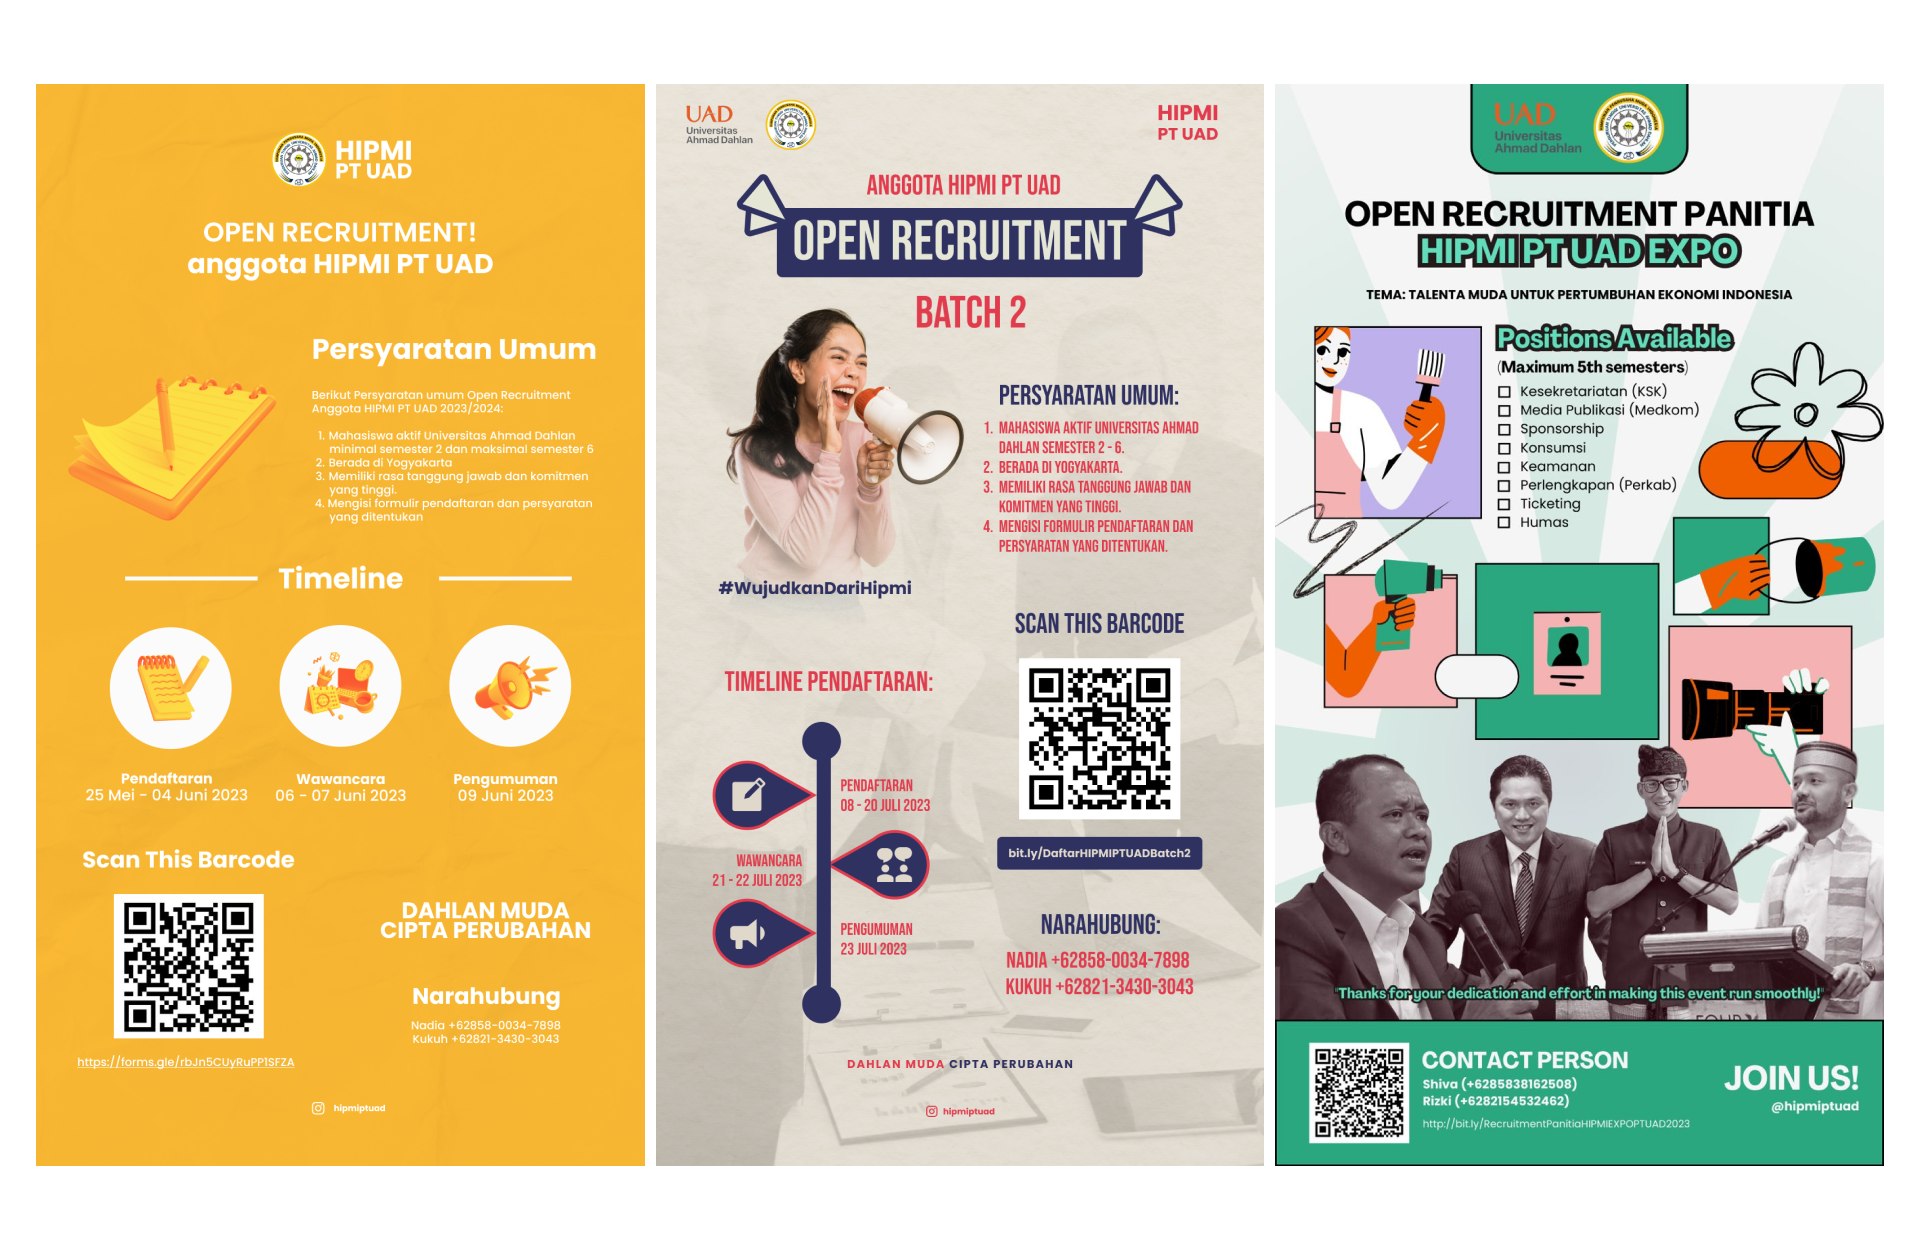 HIPMI
PT UAD
OPEN RECRUITMENT!
anggota HIPMI PT UAD
Persyaratan Umum
Berikut Persyaratan umum Open Recruitment
Anggota HIPMI PT UAD 2023/2024:
1. Mahasiswa aktif Universitas Ahmad Dahlan
minimal semester 2 dan maksimal semester 6
2. Berada di Yogyakarta
3. Memiliki rasa tanggung jawab dan komitmen
yang tinggi.
4. Mengisi formulir pendaftaran dan persyaratan
yang ditentukan
Timeline
Pendaftaran
25 Mei - 04 Juni 2023
Wawancara
06 - 07 Juni 2023
Pengumuman
09 Juni 2023
Scan This Barcode
https://forms.gle/rbJn5CUyRuPP1SFZA
DAHLAN MUDA
CIPTA PERUBAHAN
Narahubung
Nadia +62858-0034-7898
Kukuh +62821-3430-3043
hipmiptuad
UAD
Universitas
Ahmad Dahlan
HIPMI
PT UAD
ANGGOTA HIPMI PT UAD
OPEN RECRUITMENT
BATCH 2
PERSYARATAN UMUM:
1. MAHASISWA AKTIF UNIVERSITAS AHMAD
DAHLAN SEMESTER 2 - 6.
2. BERADA DI YOGYAKARTA.
3. MEMILIKI RASA TANGGUNG JAWAB DAN
KOMITMEN YANG TINGGI.
4. MENGISI FORMULIR PENDAFTARAN DAN
PERSYARATAN YANG DITENTUKAN.
#WujudkanDariHipmi
SCAN THIS BARCODE
bit.ly/DaftarHIPMIPTUADBatch2
TIMELINE PENDAFTARAN:
PENDAFTARAN
08 - 20 JULI 2023
WAWANCARA
21 - 22 JULI 2023
PENGUMUMAN
23 JULI 2023
NARAHUBUNG:
NADIA +62858-0034-7898
KUKUH +62821-3430-3043
DAHLAN MUDA CIPTA PERUBAHAN
hipmiptuad
UAD
Universitas
Ahmad Dahlan
OPEN RECRUITMENT PANITIA
HIPMI PT UAD EXPO
TEMA: TALENTA MUDA UNTUK PERTUMBUHAN EKONOMI INDONESIA
Positions Available
(Maximum 5th semesters)
Kesekretariatan (KSK)
Media Publikasi (Medkom)
Sponsorship
Konsumsi
Keamanan
Perlengkapan (Perkab)
Ticketing
Humas
"Thanks for your dedication and effort in making this event run smoothly!"
CONTACT PERSON
Shiva (+6285838162508)
Rizki (+6282154532462)
http://bit.ly/RecruitmentPanitiaHIPMIEXPOPTUAD2023
JOIN US!
@hipmiptuad